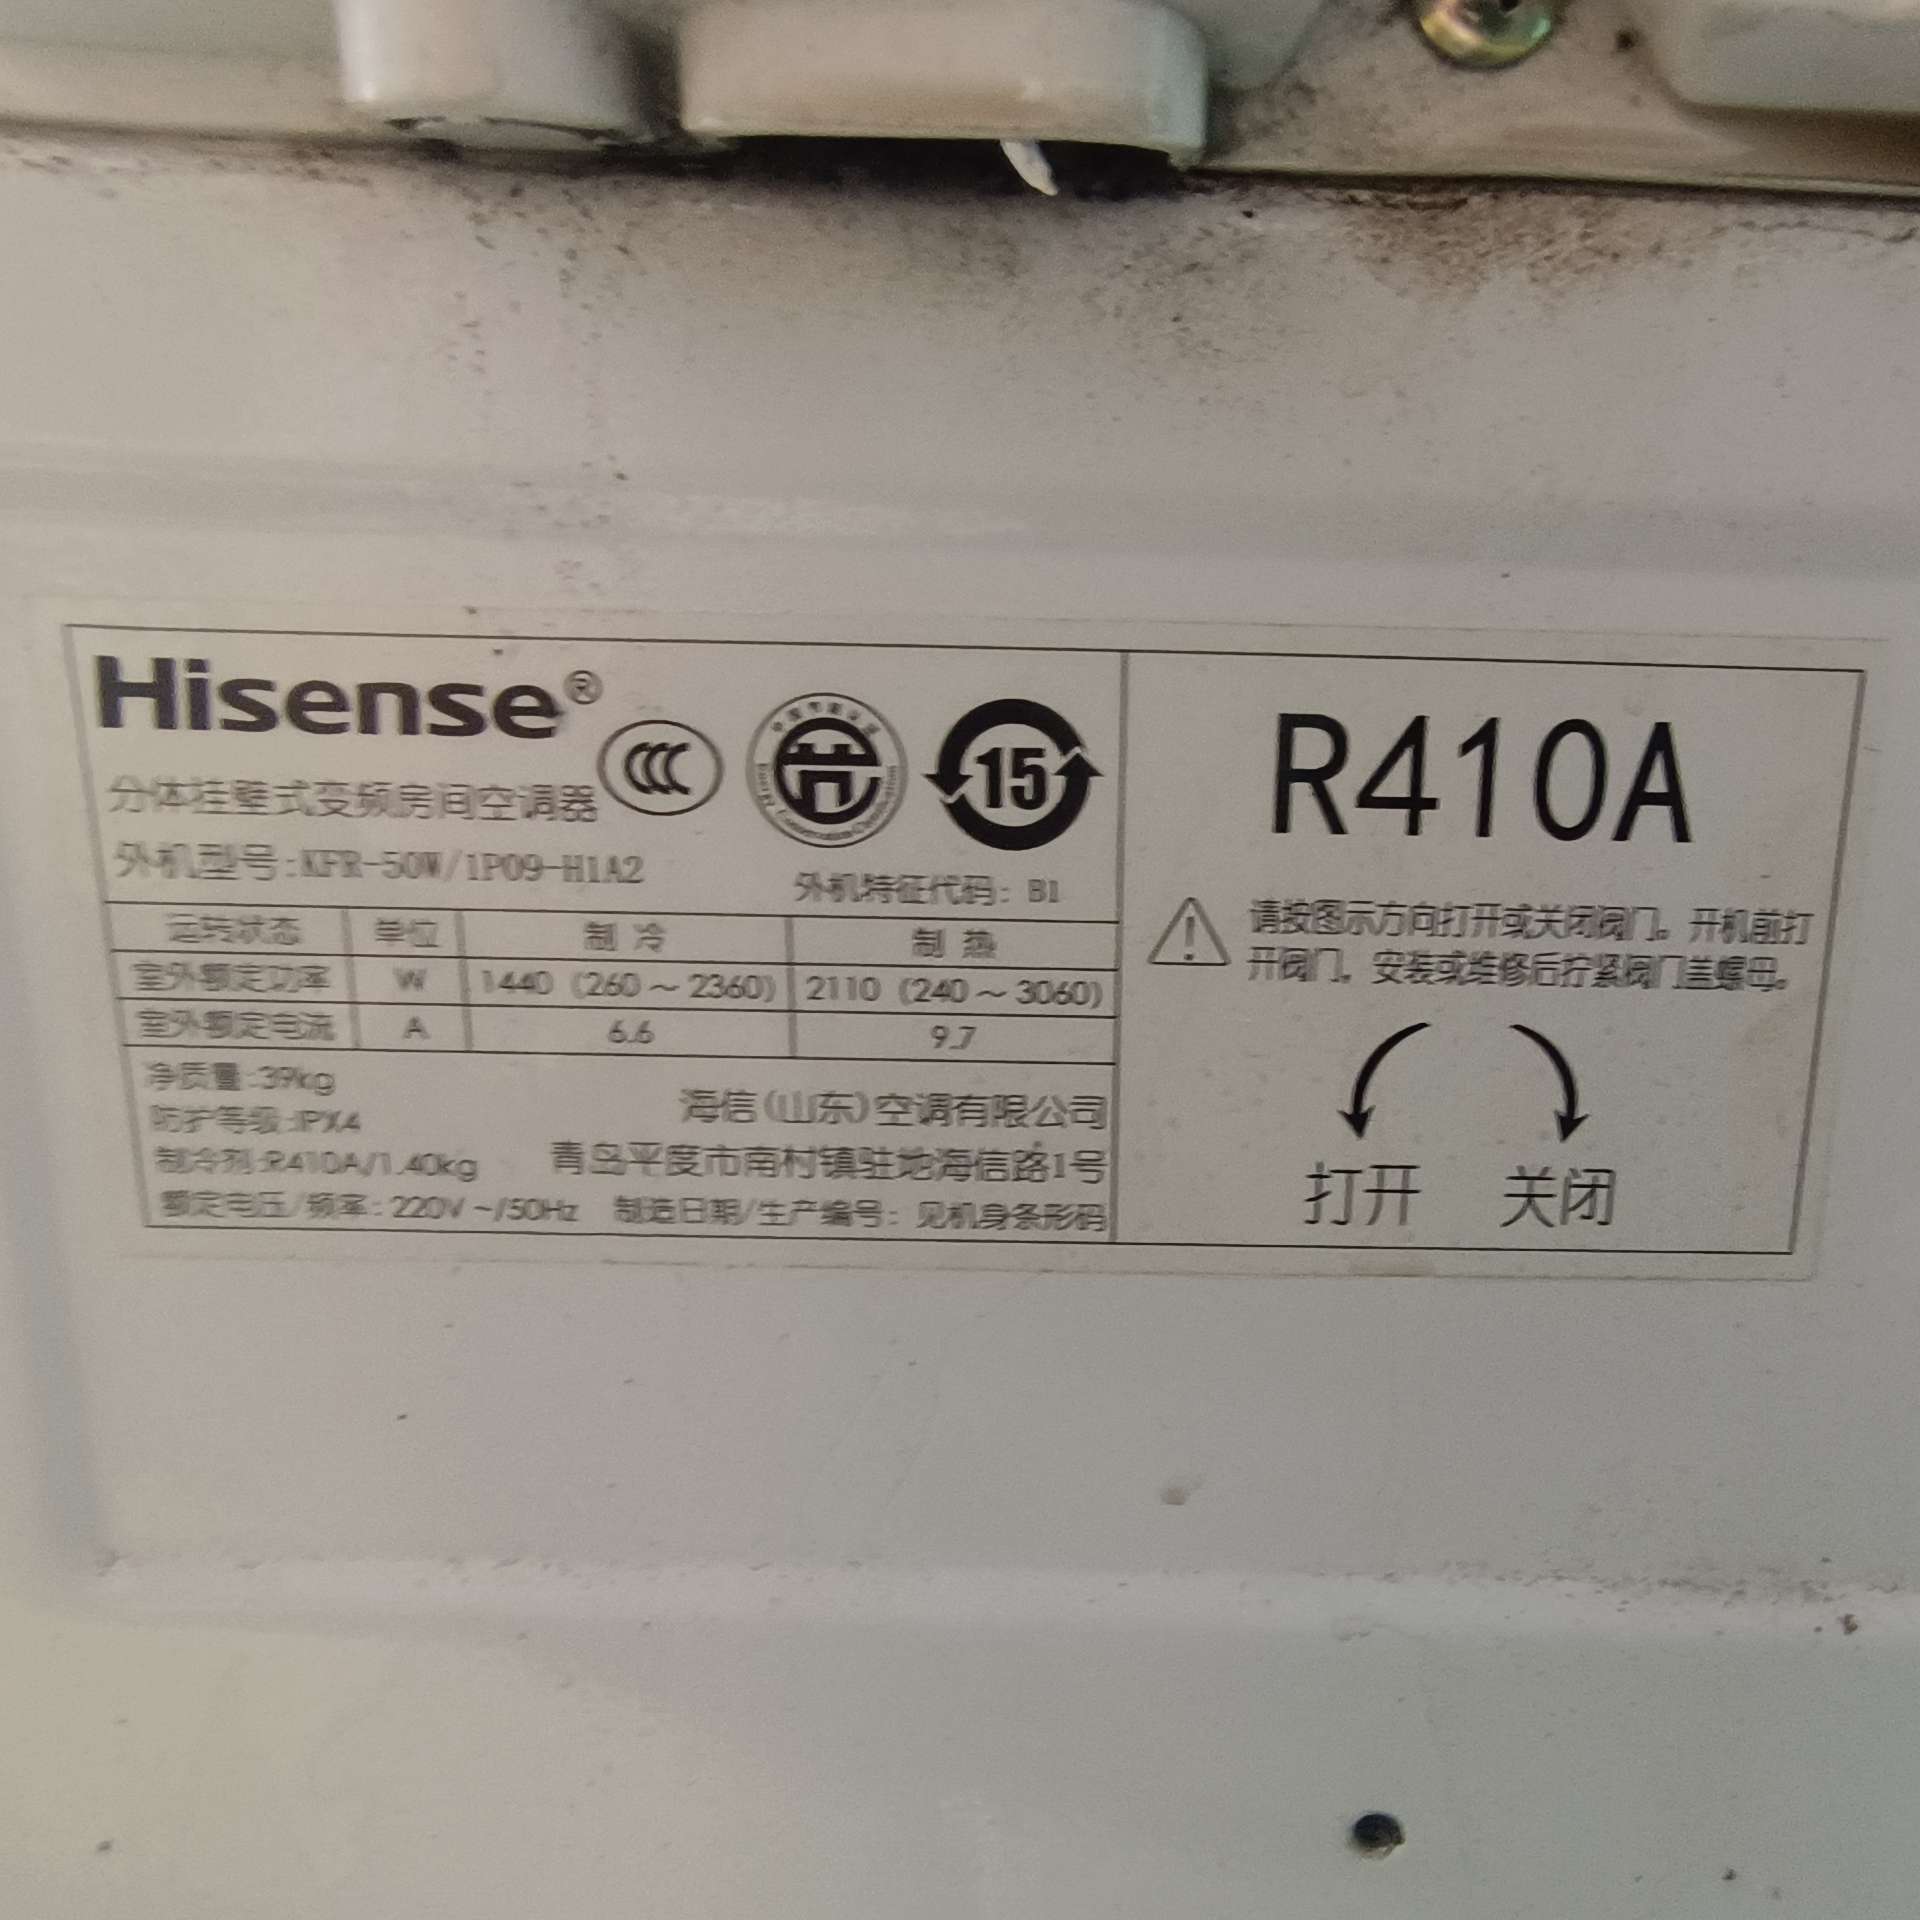 Hisense®
分体挂壁式变频房间空调器
外机型号:KFR-50W/1P09-H1A2
外机特征代码: B1
15
运转状态 单位 制冷 制热
室外额定功率 W 1440 (260～2360) 2110 (240～3060)
室外额定电流 A 6.6 9.7
净质量:39kg
防护等级:IPX4
制冷剂:R410A/1.40kg
额定电压/频率: 220V ~/50Hz
海信(山东)空调有限公司
青岛平度市南村镇驻地海信路1号
制造日期/生产编号: 见机身条形码
R410A
请按图示方向打开或关闭阀门。开机前打
开阀门，安装或维修后拧紧阀门盖螺母。
打开 关闭